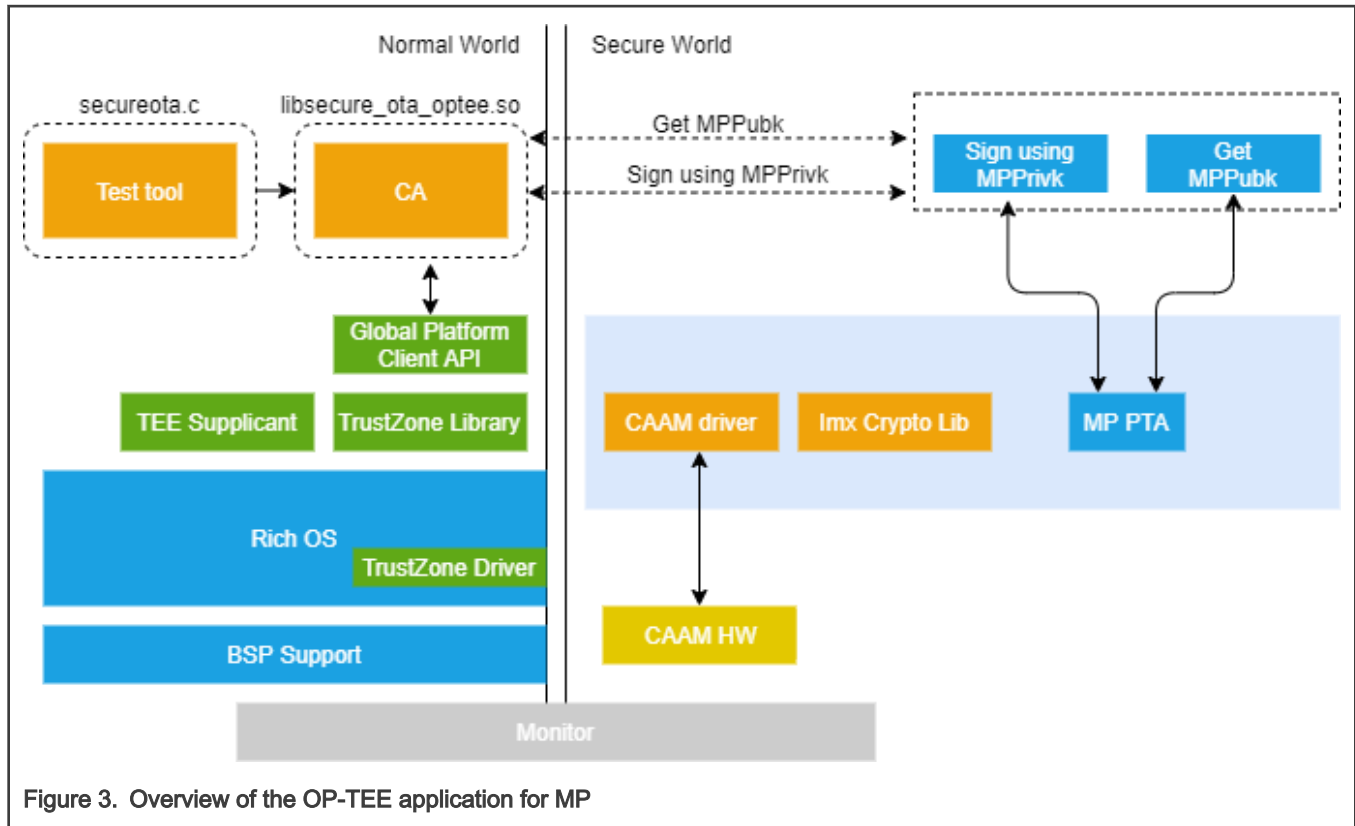 Normal World
Secure World
secureota.c
libsecure_ota_optee.so
Get MPPubk
Sign using MPPrivk
Test tool
CA
Sign using
MPPrivk
Get
MPPubk
Global Platform
Client API
TEE Supplicant
TrustZone Library
CAAM driver
Imx Crypto Lib
MP PTA
Rich OS
TrustZone Driver
CAAM HW
BSP Support
Monitor
Figure 3. Overview of the OP-TEE application for MP